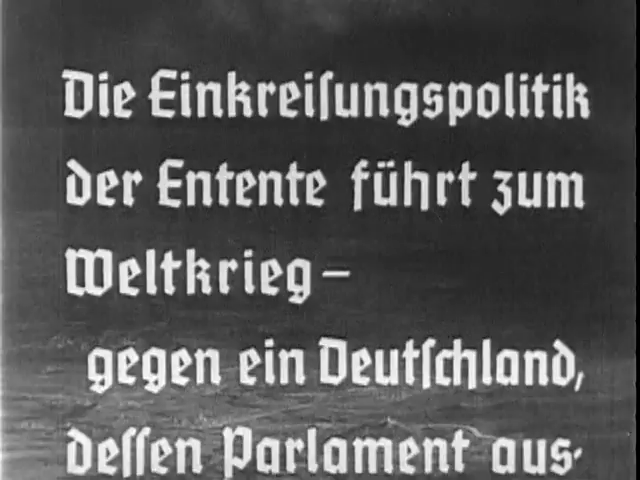 Die Einkreiſungspolitik
der Entente führt zum
Weltkrieg –
gegen ein Deutſchland,
deſſen Parlament aus-